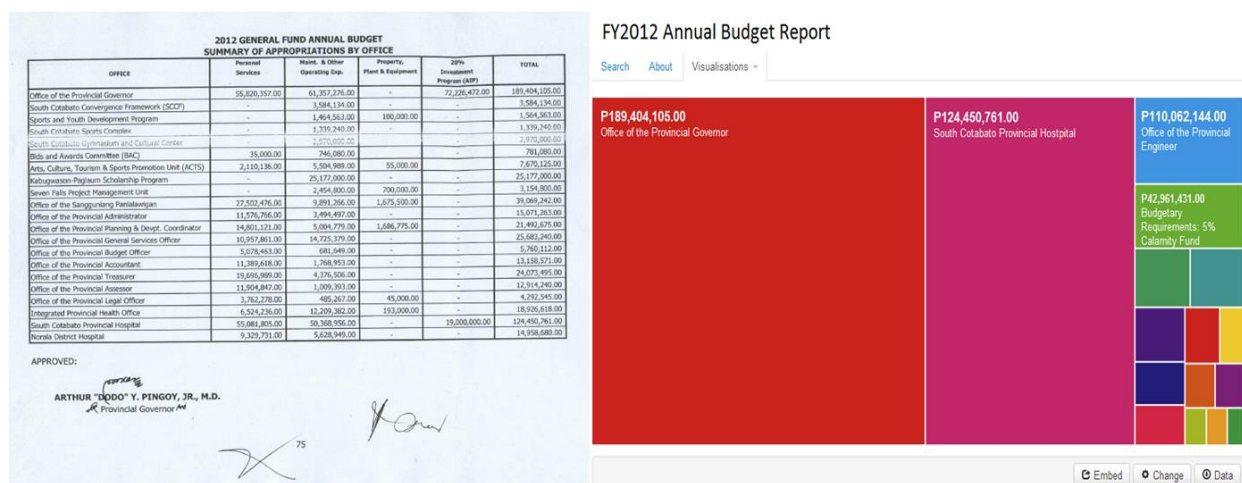 2012 GENERAL FUND ANNUAL BUDGET
SUMMARY OF APPROPRIATIONS BY OFFICE
OFFICE Personal Services Maint. & Other Operating Exp. Property, Plant & Equipment 20% Investment Program (AIP) TOTAL
Office of the Provincial Governor 55,820,357.00 61,357,276.00 - 72,226,472.00 189,404,105.00
South Cotabato Convergence Framework (SCCF) - 3,584,134.00 - - 3,584,134.00
Sports and Youth Development Program - 1,464,563.00 100,000.00 - 1,564,563.00
South Cotabato Sports Complex - 1,339,240.00 - - 1,339,240.00
South Cotabato Gymnasium and Cultural Center - 2,970,000.00 - - 2,970,000.00
Bids and Awards Committee (BAC) 35,000.00 746,080.00 - - 781,080.00
Arts, Culture, Tourism & Sports Promotion Unit (ACTS) 2,110,136.00 5,504,989.00 55,000.00 - 7,670,125.00
Kabugwason-Paglaum Scholarship Program - 25,177,000.00 - - 25,177,000.00
Seven Falls Project Management Unit - 2,454,800.00 700,000.00 - 3,154,800.00
Office of the Sangguniang Panlalawigan 27,502,476.00 9,891,266.00 1,675,500.00 - 39,069,242.00
Office of the Provincial Administrator 11,576,766.00 3,494,497.00 - - 15,071,263.00
Office of the Provincial Planning & Devpt. Coordinator 14,801,121.00 5,004,779.00 1,686,775.00 - 21,492,675.00
Office of the Provincial General Services Officer 10,957,861.00 14,725,379.00 - - 25,683,240.00
Office of the Provincial Budget Officer 5,078,463.00 681,649.00 - - 5,760,112.00
Office of the Provincial Accountant 11,389,618.00 1,768,953.00 - - 13,158,571.00
Office of the Provincial Treasurer 19,696,989.00 4,376,506.00 - - 24,073,495.00
Office of the Provincial Assessor 11,904,847.00 1,009,393.00 - - 12,914,240.00
Office of the Provincial Legal Officer 3,762,278.00 485,267.00 45,000.00 - 4,292,545.00
Integrated Provincial Health Office 6,524,236.00 12,209,382.00 193,000.00 - 18,926,618.00
South Cotabato Provincial Hospital 55,081,805.00 50,368,956.00 - 19,000,000.00 124,450,761.00
Norala District Hospital 9,329,731.00 5,628,949.00 - - 14,958,680.00
APPROVED:
ARTHUR "DODO" Y. PINGOY, JR., M.D.
Provincial Governor
75
FY2012 Annual Budget Report
Search About Visualisations
P189,404,105.00
Office of the Provincial Governor
P124,450,761.00
South Cotabato Provincial Hostpital
P110,062,144.00
Office of the Provincial
Engineer
P42,961,431.00
Budgetary
Requirements: 5%
Calamity Fund
Embed Change Data